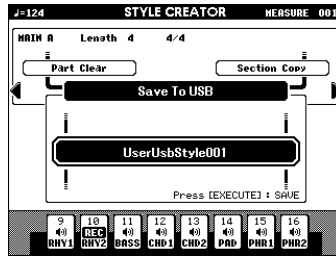 ♩=124 STYLE CREATOR MEASURE 001
MAIN A Length 4 4/4
Part Clear Section Copy
Save To USB
UserUsbStyle001
Press [EXECUTE] : SAVE
9 10 11 12 13 14 15 16
REC
RHY1 RHY2 BASS CHD1 CHD2 PAD PHR1 PHR2